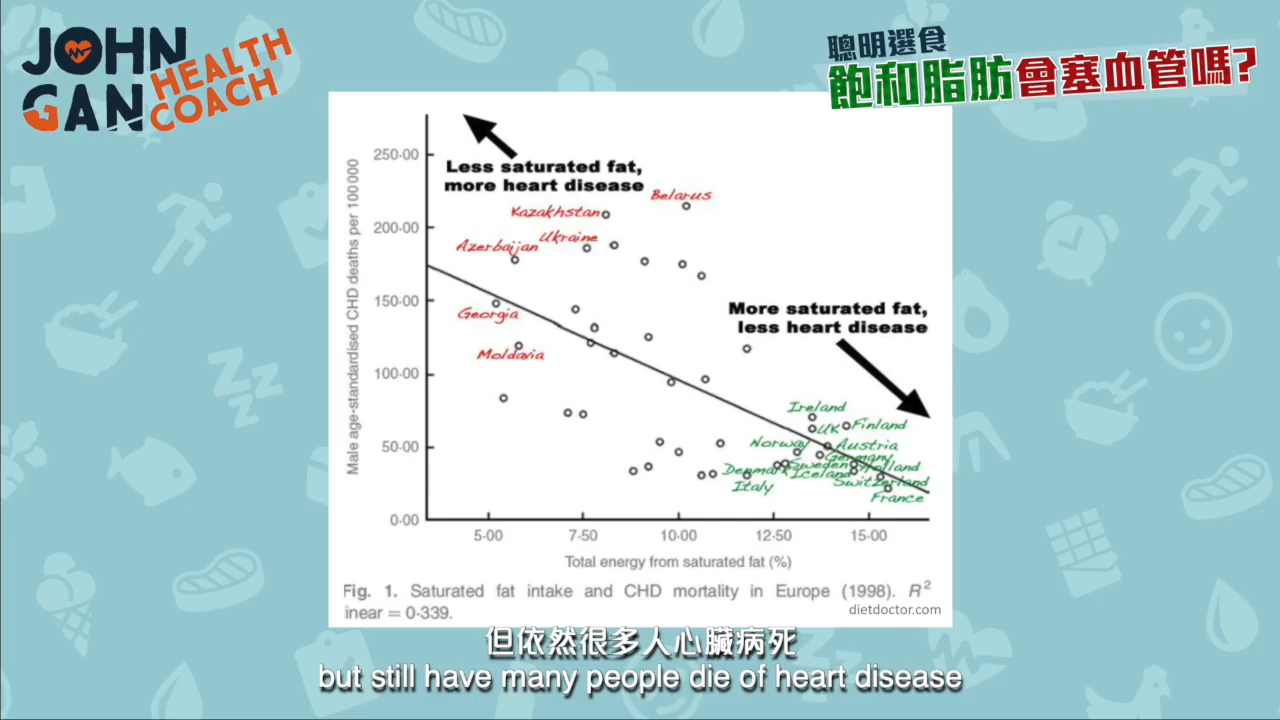 JOHN
GAN
HEALTH
COACH
聰明選食
飽和脂肪會塞血管嗎?
Less saturated fat,
more heart disease
More saturated fat,
less heart disease
Male age-standardised CHD deaths per 100 000
250·00
200·00
150·00
100·00
50·00
0·00
Belarus
Kazakhstan
Ukraine
Azerbaijan
Georgia
Moldavia
Ireland
UK
Finland
Norway
Austria
Germany
Denmark
Sweden
Holland
Iceland
Italy
Switzerland
France
5·00
7·50
10·00
12·50
15·00
Total energy from saturated fat (%)
Fig. 1. Saturated fat intake and CHD mortality in Europe (1998). R²
inear = 0·339.
dietdoctor.com
但依然很多人心臟病死
but still have many people die of heart disease